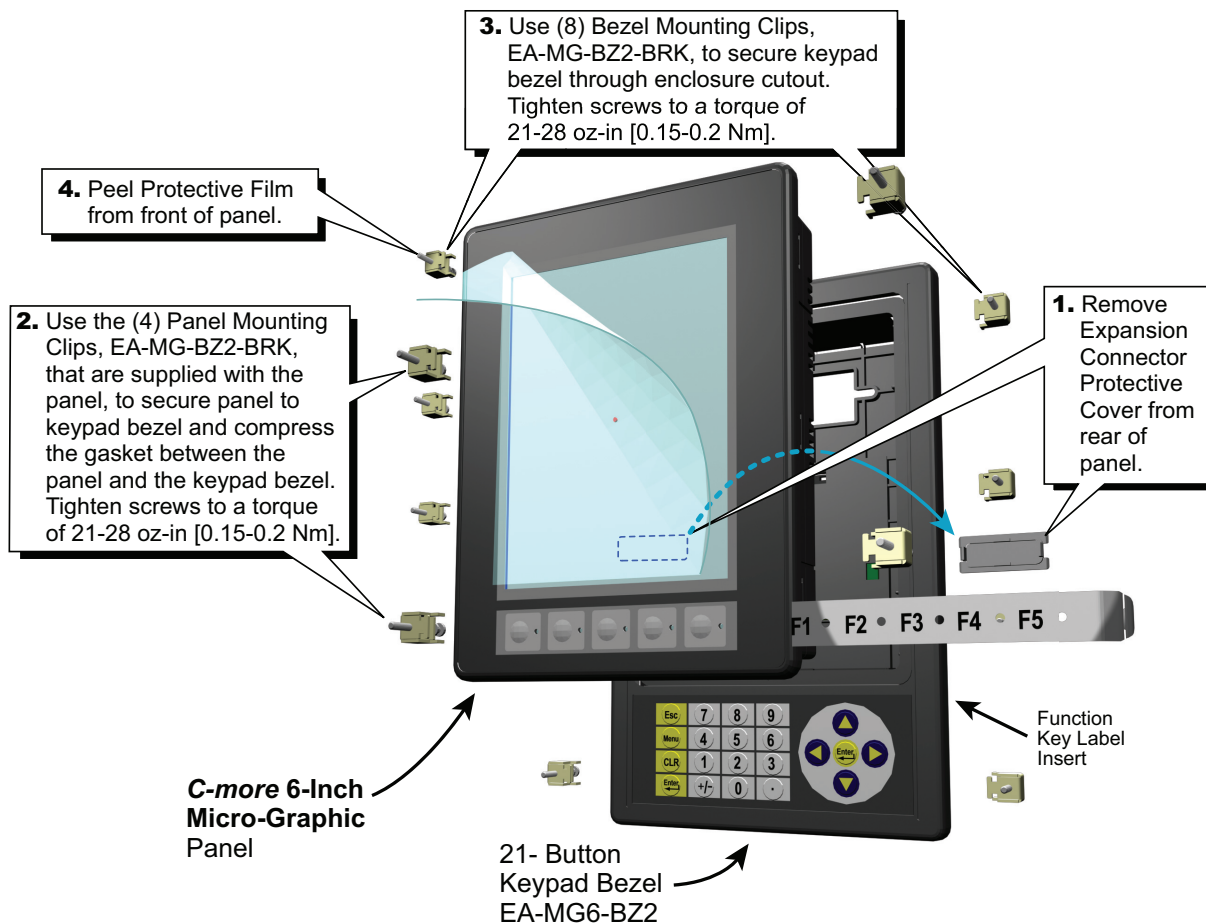 3. Use (8) Bezel Mounting Clips,
EA-MG-BZ2-BRK, to secure keypad
bezel through enclosure cutout.
Tighten screws to a torque of
21-28 oz-in [0.15-0.2 Nm].
4. Peel Protective Film
from front of panel.
2. Use the (4) Panel Mounting
Clips, EA-MG-BZ2-BRK,
that are supplied with the
panel, to secure panel to
keypad bezel and compress
the gasket between the
panel and the keypad bezel.
Tighten screws to a torque
of 21-28 oz-in [0.15-0.2 Nm].
1. Remove
Expansion
Connector
Protective
Cover from
rear of
panel.
F1 F2 F3 F4 F5
Esc 7 8 9
Menu 4 5 6
CLR 1 2 3
Enter +/- 0 .
Enter
Function
Key Label
Insert
C-more 6-Inch
Micro-Graphic
Panel
21- Button
Keypad Bezel
EA-MG6-BZ2